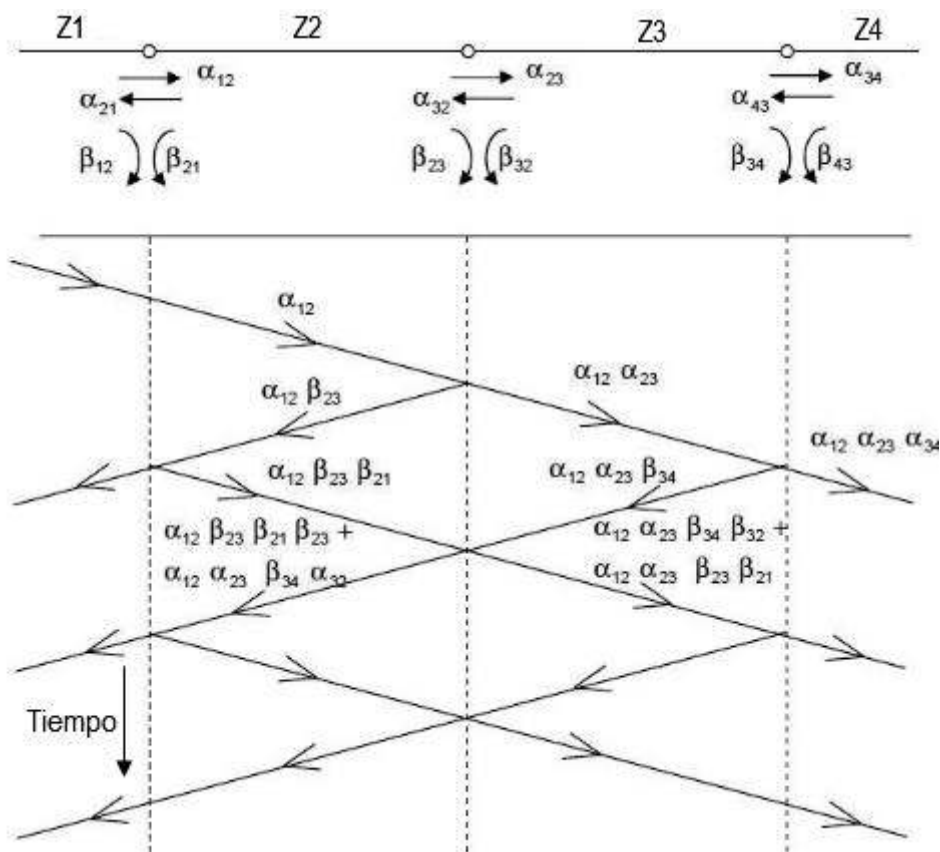 Z1 Z2 Z3 Z4
α₁₂ α₂₃ α₃₄
α₂₁ α₃₂ α₄₃
β₁₂ β₂₁ β₂₃ β₃₂ β₃₄ β₄₃
α₁₂
α₁₂ β₂₃ α₁₂ α₂₃
α₁₂ α₂₃ α₃₄
α₁₂ β₂₃ β₂₁ α₁₂ α₂₃ β₃₄
α₁₂ β₂₃ β₂₁ β₂₃ + α₁₂ α₂₃ β₃₄ β₃₂ +
α₁₂ α₂₃ β₃₄ α₃₂ α₁₂ α₂₃ β₂₃ β₂₁
Tiempo